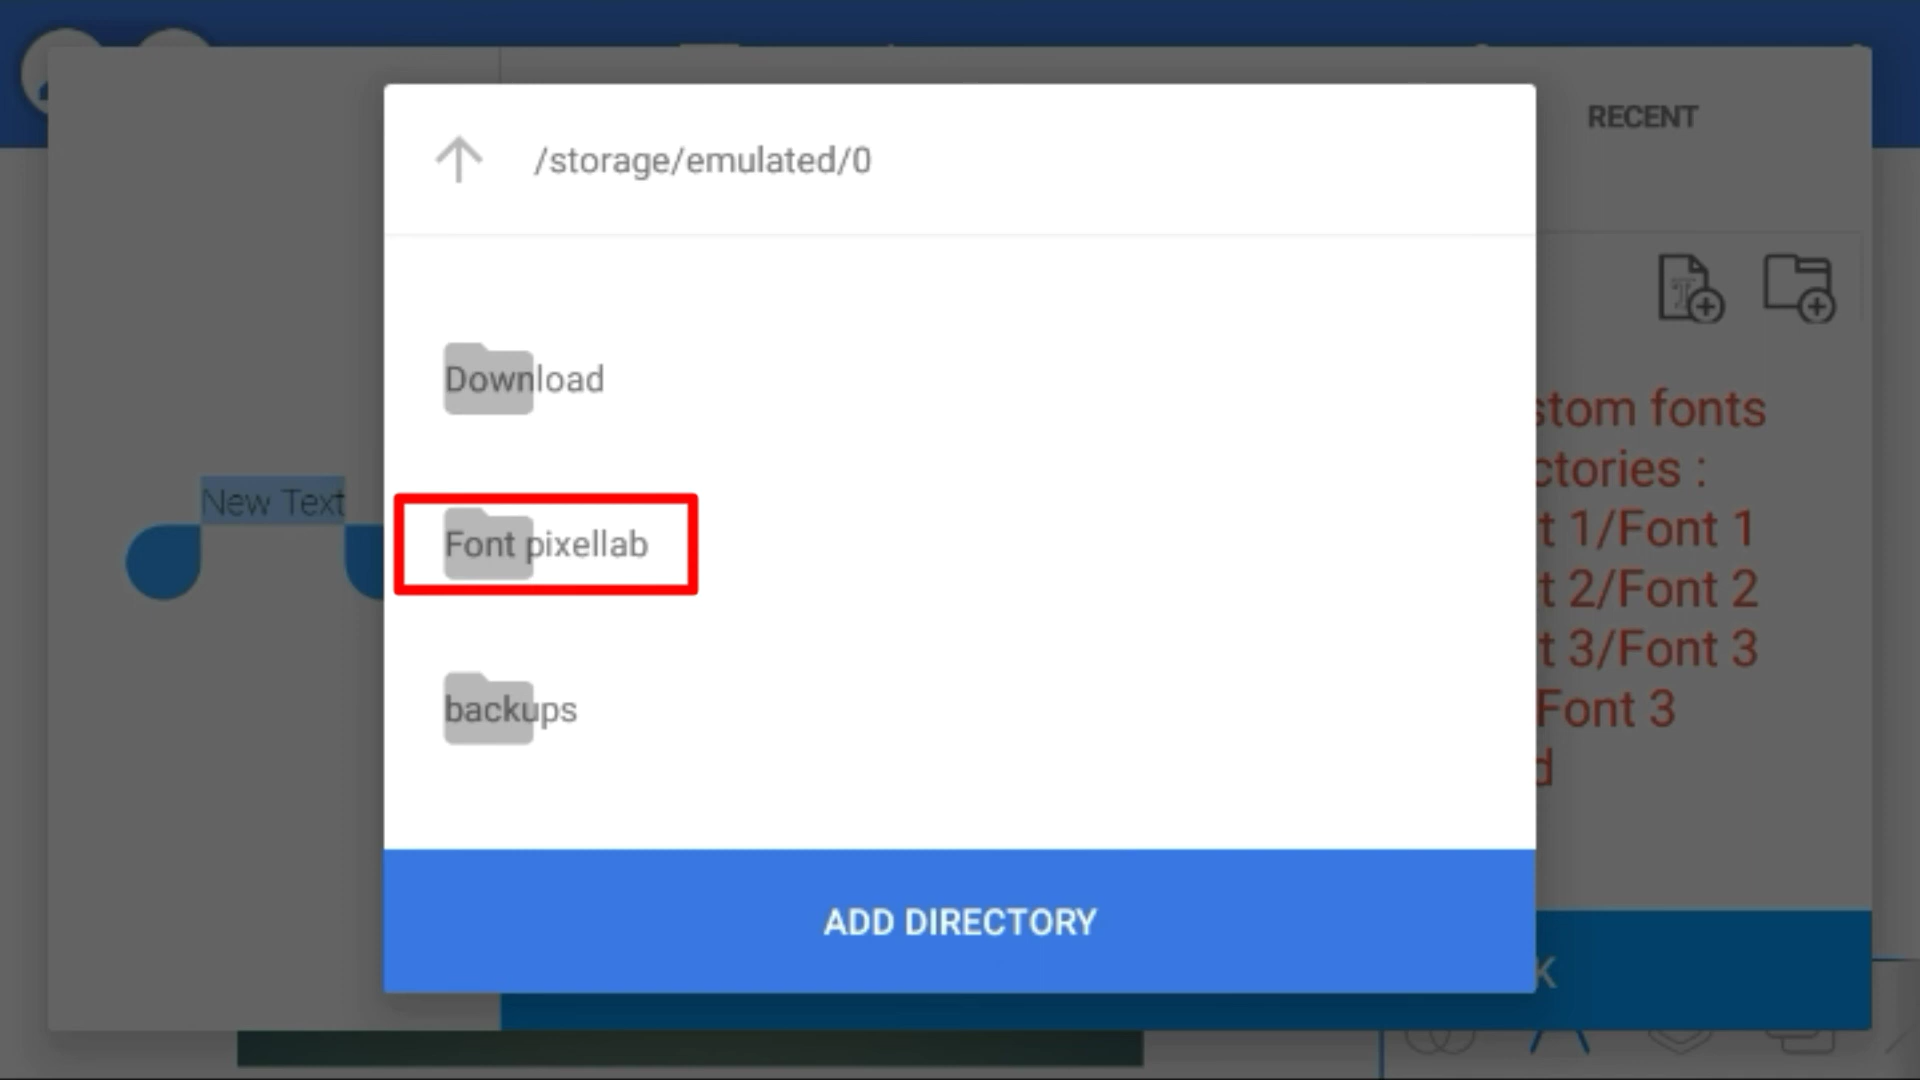 RECENT
/storage/emulated/0
Download
stom fonts
ctories :
New Text
Font pixellab
t 1/Font 1
t 2/Font 2
t 3/Font 3
backups
Font 3
d
ADD DIRECTORY
K